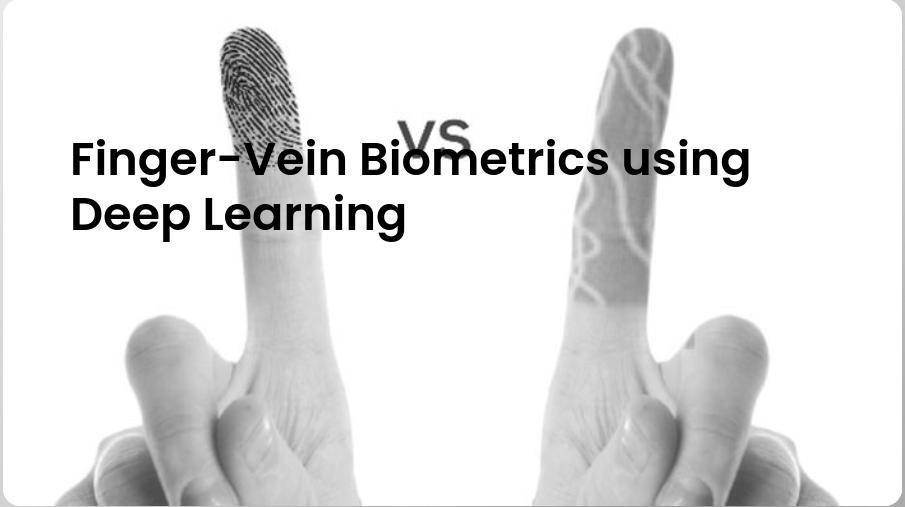 VS
Finger-Vein Biometrics using
Deep Learning